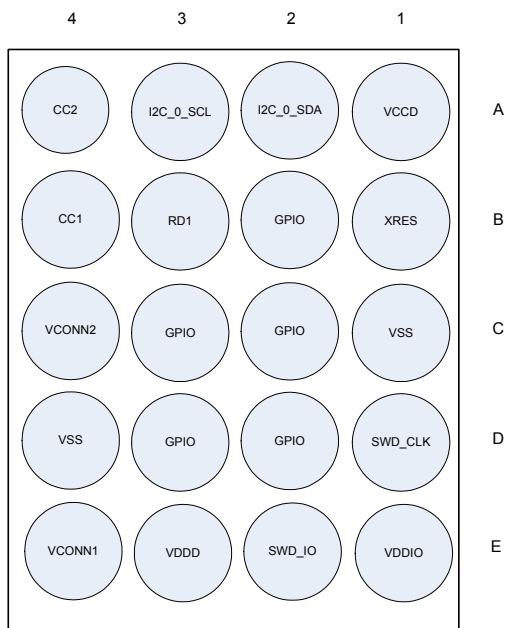 4 3 2 1
CC2 I2C_0_SCL I2C_0_SDA VCCD A
CC1 RD1 GPIO XRES B
VCONN2 GPIO GPIO VSS C
VSS GPIO GPIO SWD_CLK D
VCONN1 VDDD SWD_IO VDDIO E